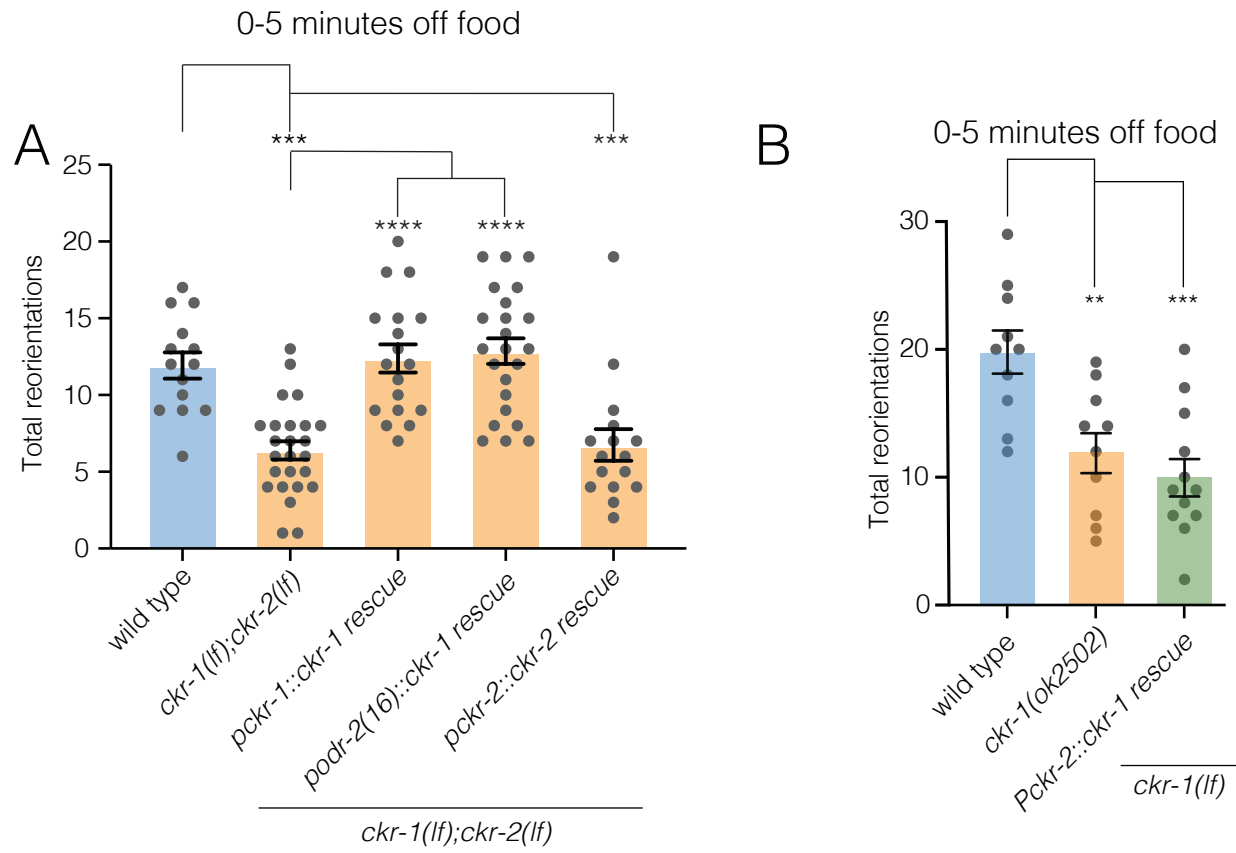 0-5 minutes off food
A
***
***
****
****
Total reorientations
25
20
15
10
5
0
wild type
ckr-1(lf);ckr-2(lf)
pckr-1::ckr-1 rescue
podr-2(16)::ckr-1 rescue
pckr-2::ckr-2 rescue
ckr-1(lf);ckr-2(lf)
B
0-5 minutes off food
**
***
Total reorientations
30
20
10
0
wild type
ckr-1(ok2502)
Pckr-2::ckr-1 rescue
ckr-1(lf)